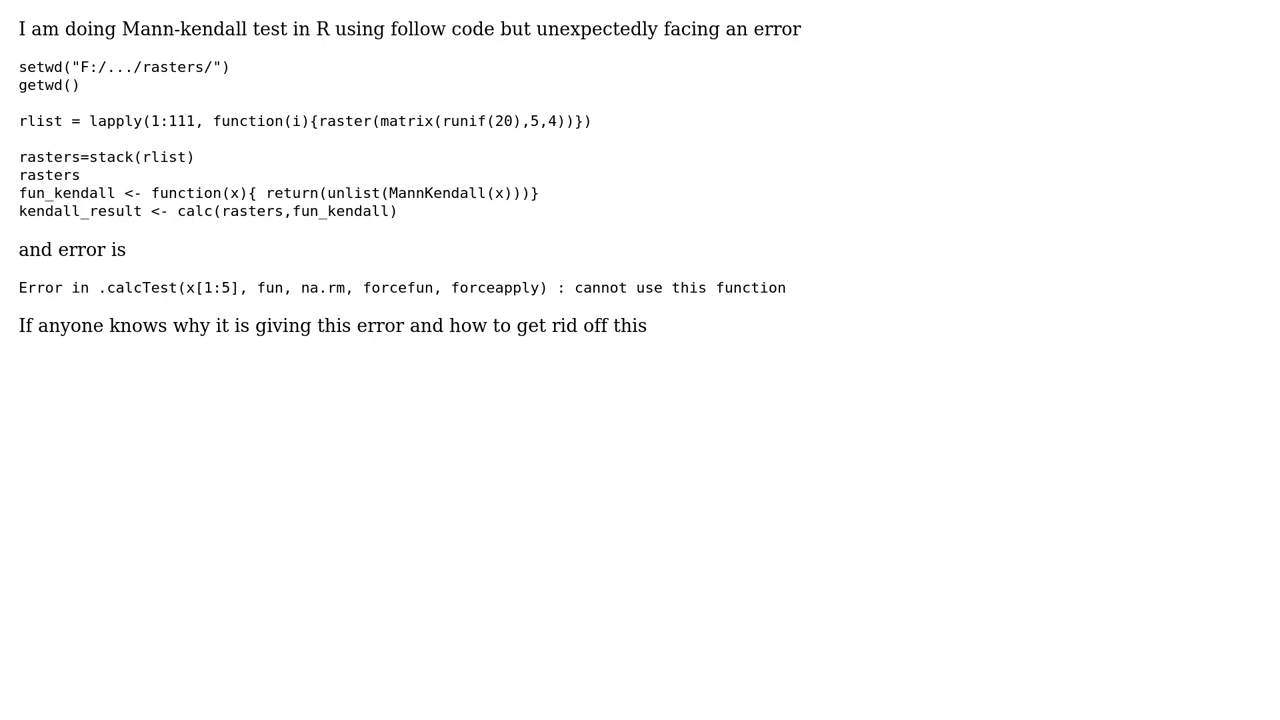 I am doing Mann-kendall test in R using follow code but unexpectedly facing an error
setwd("F:/.../rasters/")
getwd()
rlist = lapply(1:111, function(i){raster(matrix(runif(20),5,4))})
rasters=stack(rlist)
rasters
fun_kendall <- function(x){ return(unlist(MannKendall(x)))}
kendall_result <- calc(rasters,fun_kendall)
and error is
Error in .calcTest(x[1:5], fun, na.rm, forcefun, forceapply) : cannot use this function
If anyone knows why it is giving this error and how to get rid off this